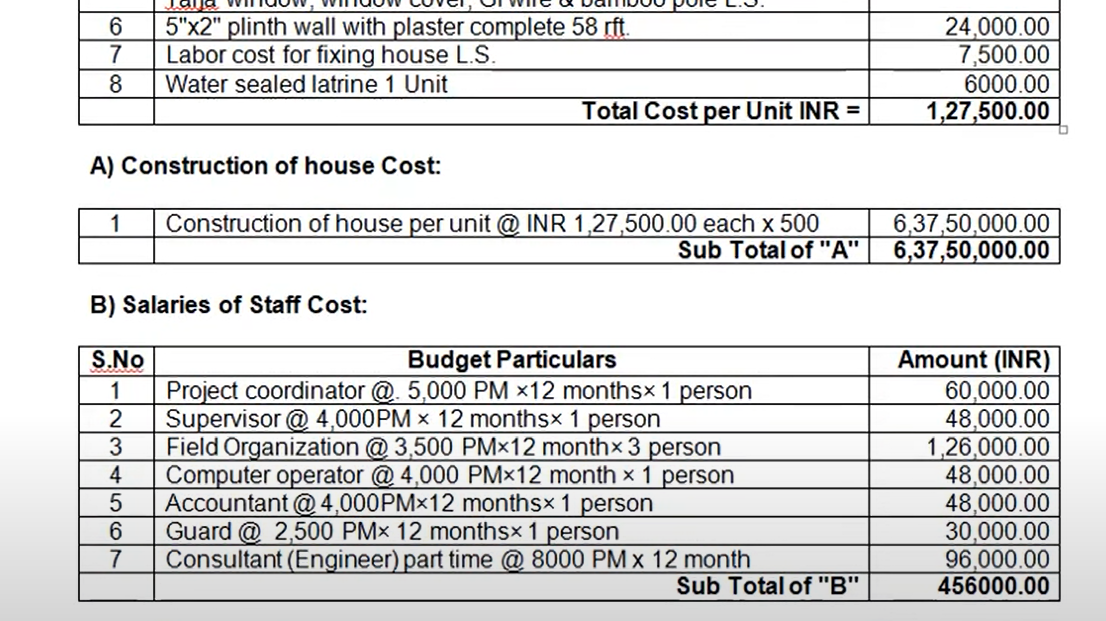 window, window cover, GI wire & bamboo pole L.S.
6 5"x2" plinth wall with plaster complete 58 rft. 24,000.00
7 Labor cost for fixing house L.S. 7,500.00
8 Water sealed latrine 1 Unit 6000.00
Total Cost per Unit INR = 1,27,500.00
A) Construction of house Cost:
1 Construction of house per unit @ INR 1,27,500.00 each x 500 6,37,50,000.00
Sub Total of "A" 6,37,50,000.00
B) Salaries of Staff Cost:
S.No Budget Particulars Amount (INR)
1 Project coordinator @. 5,000 PM ×12 months× 1 person 60,000.00
2 Supervisor @ 4,000PM × 12 months× 1 person 48,000.00
3 Field Organization @ 3,500 PM×12 month× 3 person 1,26,000.00
4 Computer operator @ 4,000 PM×12 month × 1 person 48,000.00
5 Accountant @ 4,000PM×12 months× 1 person 48,000.00
6 Guard @ 2,500 PM× 12 months× 1 person 30,000.00
7 Consultant (Engineer) part time @ 8000 PM x 12 month 96,000.00
Sub Total of "B" 456000.00